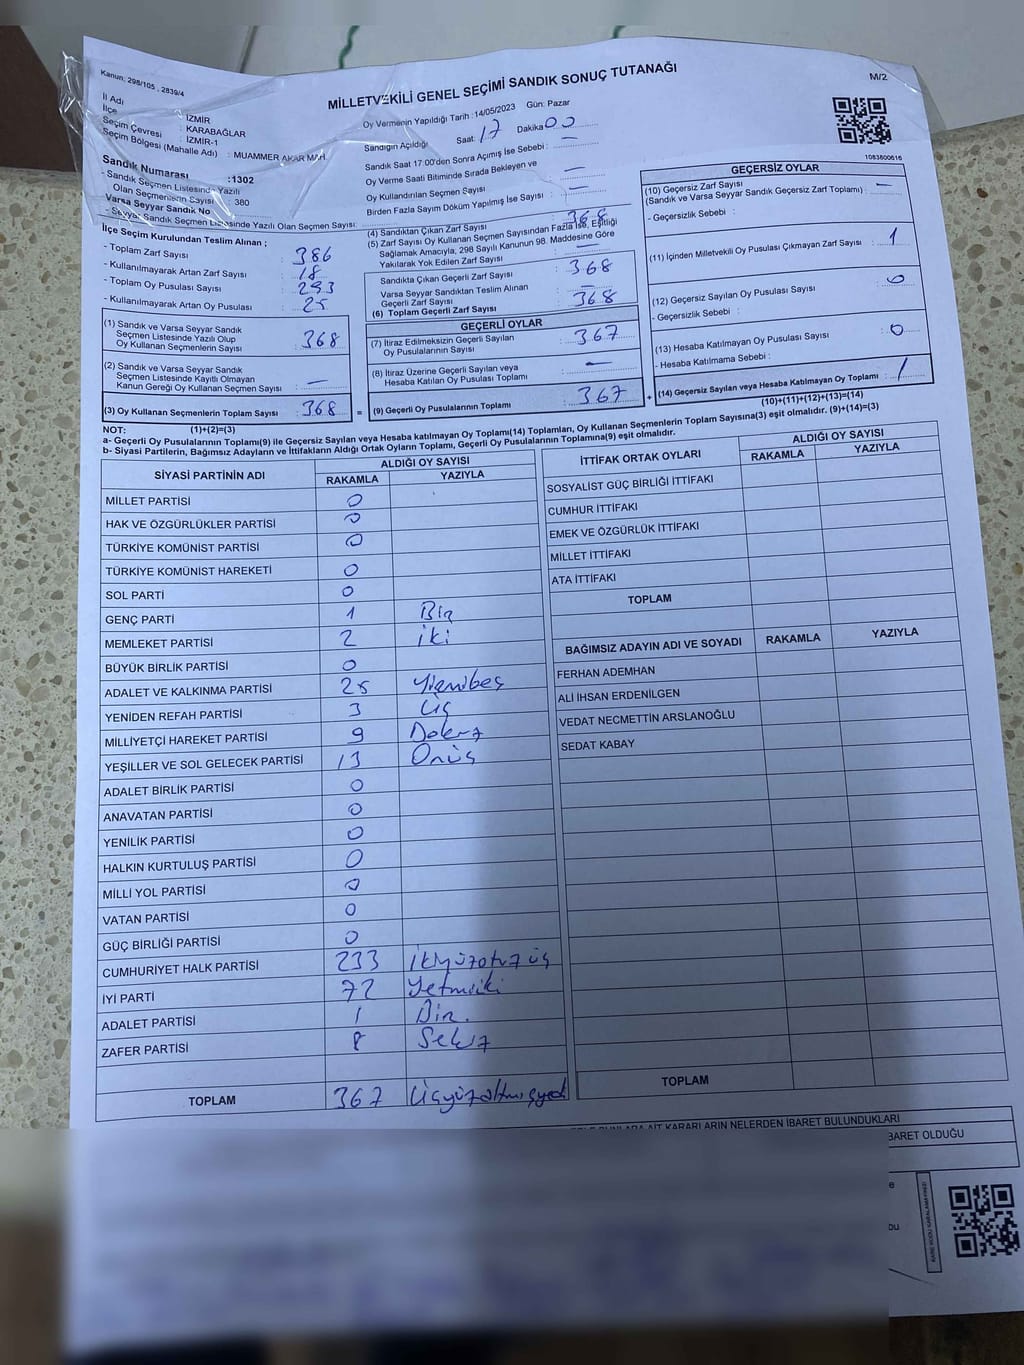 Kanun: 298/105 , 2839/4
MİLLETVEKİLİ GENEL SEÇİMİ SANDIK SONUÇ TUTANAĞI
M/2
İl Adı : İZMİR
İlçe : KARABAĞLAR
Seçim Çevresi : İZMİR-1
Seçim Bölgesi (Mahalle Adı) : MUAMMER AKAR MAH.
Sandık Numarası :1302
- Sandık Seçmen Listesinde Yazılı
Olan Seçmenlerin Sayısı : 380
Varsa Seyyar Sandık No
- Seyyar Sandık Seçmen Listesinde Yazılı Olan Seçmen Sayısı:
Oy Vermenin Yapıldığı Tarih : 14/05/2023 Gün: Pazar
Sandığın Açıldığı Saat: 17 Dakika 00
Sandık Saat 17:00'den Sonra Açımış İse Sebebi : -
Oy Verme Saati Bitiminde Sırada Bekleyen ve
Oy Kullandırılan Seçmen Sayısı : -
Birden Fazla Sayım Döküm Yapılmış İse Sayısı : -
1083800616
İlçe Seçim Kurulundan Teslim Alınan ;
- Toplam Zarf Sayısı : 386
- Kullanılmayarak Artan Zarf Sayısı : 18
- Toplam Oy Pusulası Sayısı :
- Kullanılmayarak Artan Oy Pusulası : 25
(4) Sandıktan Çıkan Zarf Sayısı : 368
(5) Zarf Sayısı Oy Kullanan Seçmen Sayısından Fazla İse, Eşitliği
Sağlamak Amacıyla, 298 Sayılı Kanunun 98. Maddesine Göre
Yakılarak Yok Edilen Zarf Sayısı : -
Sandıkta Çıkan Geçerli Zarf Sayısı : 368
Varsa Seyyar Sandıktan Teslim Alınan
Geçerli Zarf Sayısı : -
(6) Toplam Geçerli Zarf Sayısı : 368
GEÇERSİZ OYLAR
(10) Geçersiz Zarf Sayısı
(Sandık ve Varsa Seyyar Sandık Geçersiz Zarf Toplamı) : -
- Geçersizlik Sebebi :
(11) İçinden Milletvekili Oy Pusulası Çıkmayan Zarf Sayısı : 1
(12) Geçersiz Sayılan Oy Pusulası Sayısı : 0
- Geçersizlik Sebebi :
(13) Hesaba Katılmayan Oy Pusulası Sayısı : 0
- Hesaba Katılmama Sebebi :
(14) Geçersiz Sayılan veya Hesaba Katılmayan Oy Toplamı : 1
(10)+(11)+(12)+(13)=(14)
(1) Sandık ve Varsa Seyyar Sandık
Seçmen Listesinde Yazılı Olup
Oy Kullanan Seçmenlerin Sayısı : 368
(2) Sandık ve Varsa Seyyar Sandık
Seçmen Listesinde Kayıtlı Olmayan
Kanun Gereği Oy Kullanan Seçmen Sayısı : -
(3) Oy Kullanan Seçmenlerin Toplam Sayısı : 368
(1)+(2)=(3)
GEÇERLİ OYLAR
(7) İtiraz Edilmeksizin Geçerli Sayılan
Oy Pusulalarının Sayısı : 367
(8) İtiraz Üzerine Geçerli Sayılan veya
Hesaba Katılan Oy Pusulası Toplamı : -
= (9) Geçerli Oy Pusulalarının Toplamı : 367 +
NOT:
a- Geçerli Oy Pusulalarının Toplamı(9) ile Geçersiz Sayılan veya Hesaba katılmayan Oy Toplamı(14) Toplamları, Oy Kullanan Seçmenlerin Toplam Sayısına(3) eşit olmalıdır. (9)+(14)=(3)
b- Siyasi Partilerin, Bağımsız Adayların ve İttifakların Aldığı Ortak Oyların Toplamı, Geçerli Oy Pusulalarının Toplamına(9) eşit olmalıdır.
SİYASİ PARTİNİN ADI ALDIĞI OY SAYISI
RAKAMLA YAZIYLA
MİLLET PARTİSİ 0
HAK VE ÖZGÜRLÜKLER PARTİSİ 0
TÜRKİYE KOMÜNİST PARTİSİ 0
TÜRKİYE KOMÜNİST HAREKETİ 0
SOL PARTİ 0
GENÇ PARTİ 1 Bir
MEMLEKET PARTİSİ 2 iki
BÜYÜK BİRLİK PARTİSİ 0
ADALET VE KALKINMA PARTİSİ 25 Yirmibeş
YENİDEN REFAH PARTİSİ 3 Üç
MİLLİYETÇİ HAREKET PARTİSİ 9 Dokuz
YEŞİLLER VE SOL GELECEK PARTİSİ 13 Onüç
ADALET BİRLİK PARTİSİ 0
ANAVATAN PARTİSİ 0
YENİLİK PARTİSİ 0
HALKIN KURTULUŞ PARTİSİ 0
MİLLİ YOL PARTİSİ 0
VATAN PARTİSİ 0
GÜÇ BİRLİĞİ PARTİSİ 0
CUMHURİYET HALK PARTİSİ 233 İkiyüzotuzüç
İYİ PARTİ 72 Yetmişiki
ADALET PARTİSİ 1 Bir.
ZAFER PARTİSİ 8 Sekiz
TOPLAM 367 Üçyüzaltmışyedi
İTTİFAK ORTAK OYLARI ALDIĞI OY SAYISI
RAKAMLA YAZIYLA
SOSYALİST GÜÇ BİRLİĞİ İTTİFAKI
CUMHUR İTTİFAKI
EMEK VE ÖZGÜRLÜK İTTİFAKI
MİLLET İTTİFAKI
ATA İTTİFAKI
TOPLAM
BAĞIMSIZ ADAYIN ADI VE SOYADI RAKAMLA YAZIYLA
FERHAN ADEMHAN
ALİ İHSAN ERDENİLGEN
VEDAT NECMETTİN ARSLANOĞLU
SEDAT KABAY
TOPLAM
BUNLARA AİT KARARLARIN NELERDEN İBARET BULUNDUKLARI
BARET OLDUĞU